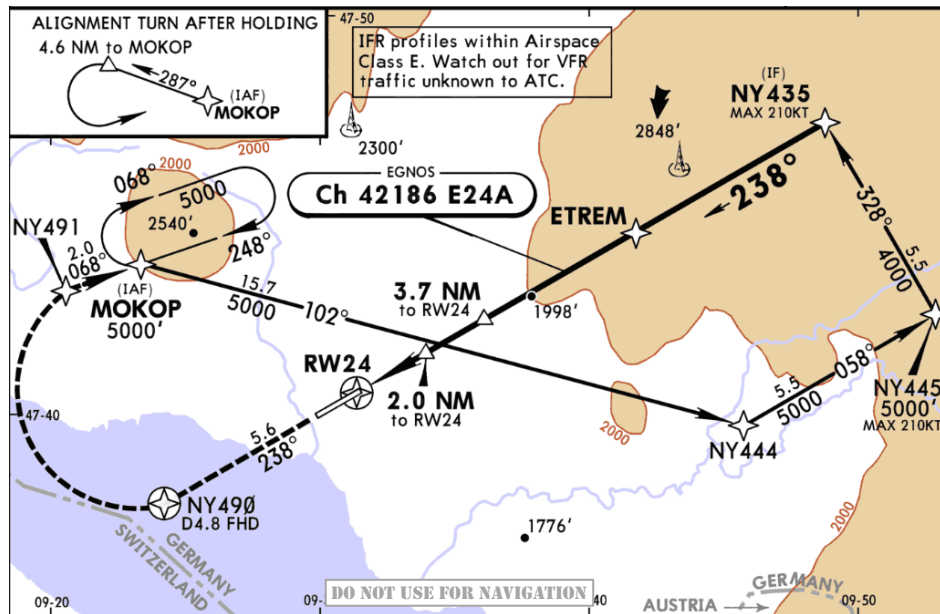 ALIGNMENT TURN AFTER HOLDING
4.6 NM to MOKOP
287°
(IAF)
MOKOP
47-50
IFR profiles within Airspace
Class E. Watch out for VFR
traffic unknown to ATC.
2300'
2848'
(IF)
NY435
MAX 210KT
2000
2000
068°
5000
2540'
248°
EGNOS
Ch 42186 E24A
238°
ETREM
328°
5.5
4000
NY491
2.0
068°
(IAF)
MOKOP
5000'
15.7
5000
102°
3.7 NM
to RW24
1998'
RW24
2.0 NM
to RW24
5.5
5000
058°
NY445
5000'
MAX 210KT
47-40
5.6
238°
2000
NY444
NY490
D4.8 FHD
1776'
2000
GERMANY
SWITZERLAND
DO NOT USE FOR NAVIGATION
GERMANY
AUSTRIA
09-20
09-3
09-40
09-50